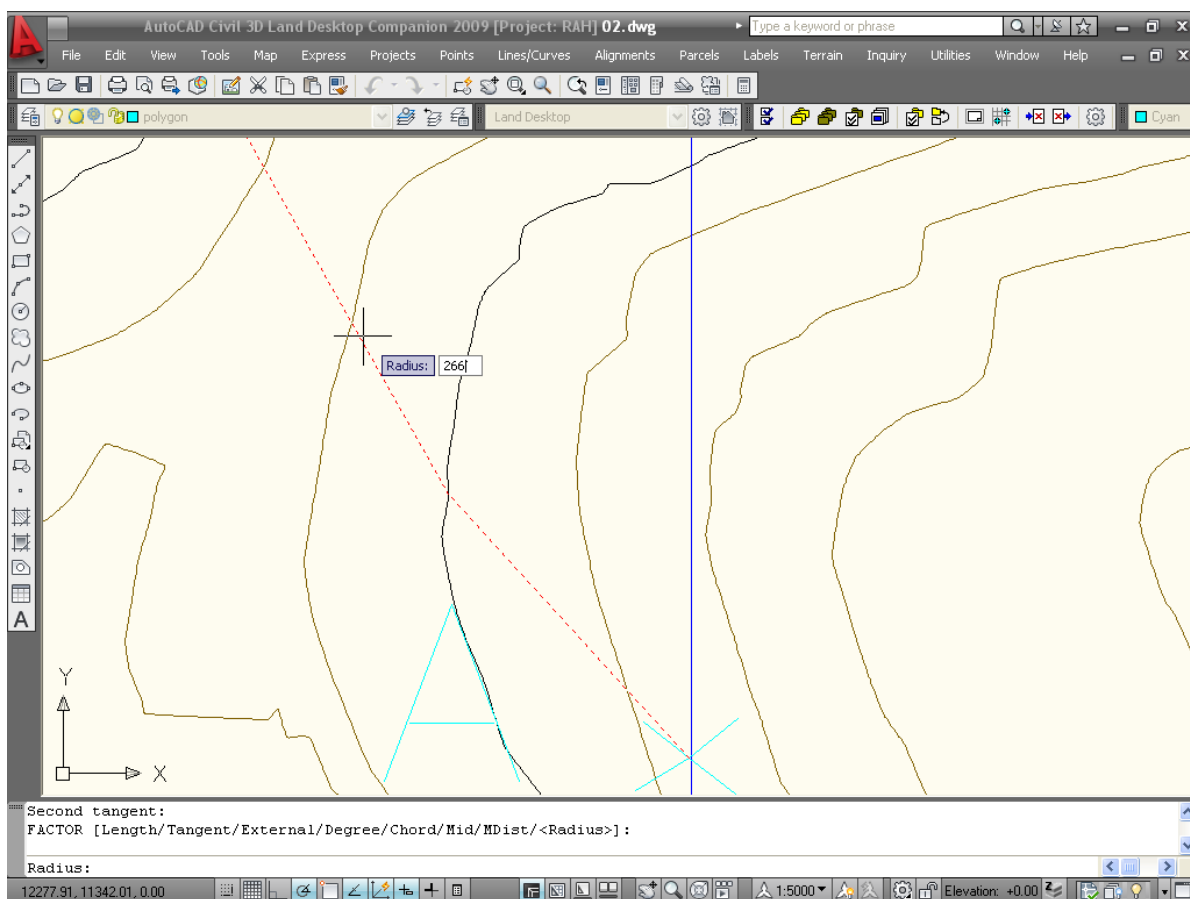 AutoCAD Civil 3D Land Desktop Companion 2009 [Project: RAH] 02.dwg
Type a keyword or phrase
File Edit View Tools Map Express Projects Points Lines/Curves Alignments Parcels Labels Terrain Inquiry Utilities Window Help
polygon Land Desktop Cyan
Radius: 266
A
Y
X
Second tangent:
FACTOR [Length/Tangent/External/Degree/Chord/Mid/MDist/<Radius>]:
Radius:
12277.91, 11342.01, 0.00 1:5000 Elevation: +0.00